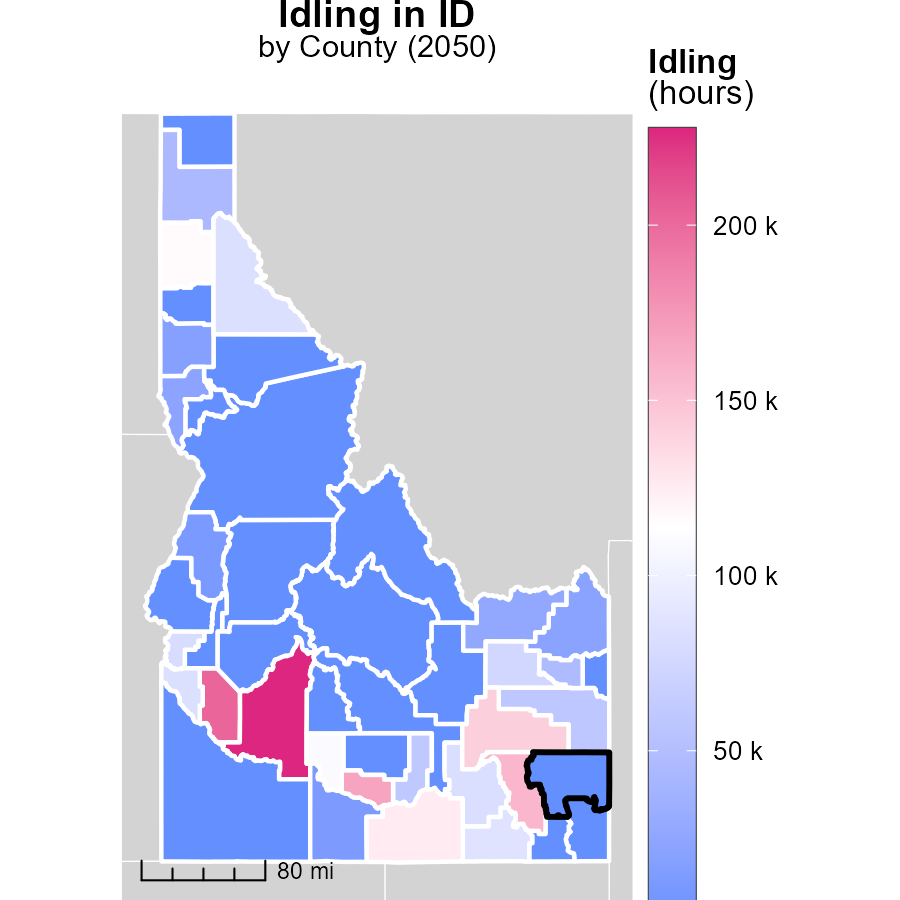 Idling in ID
by County (2050)
Idling
(hours)
200 k
150 k
100 k
50 k
80 mi